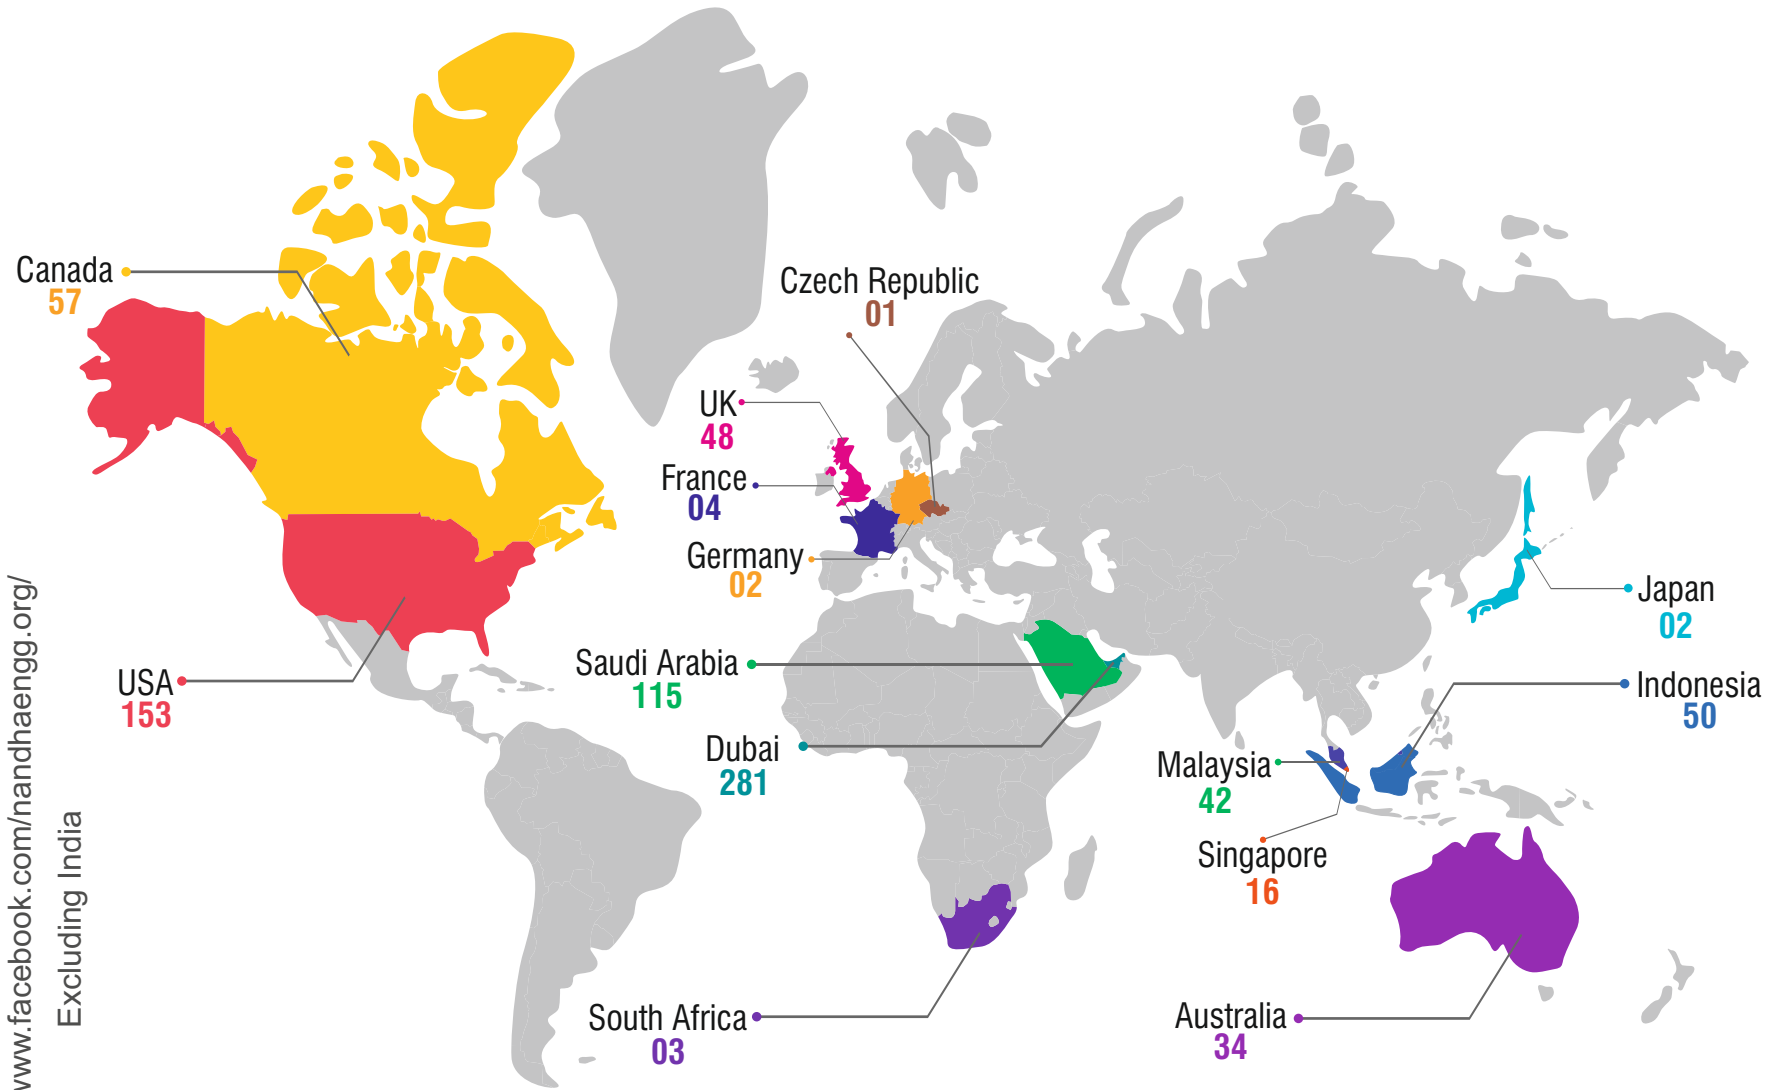 Canada
57
Czech Republic
01
UK
48
France
04
Germany
02
Japan
02
Saudi Arabia
115
USA
153
Indonesia
50
Dubai
281
Malaysia
42
Singapore
16
South Africa
03
Australia
34
ww.facebook.com/nandhaengg.org/
Excluding India